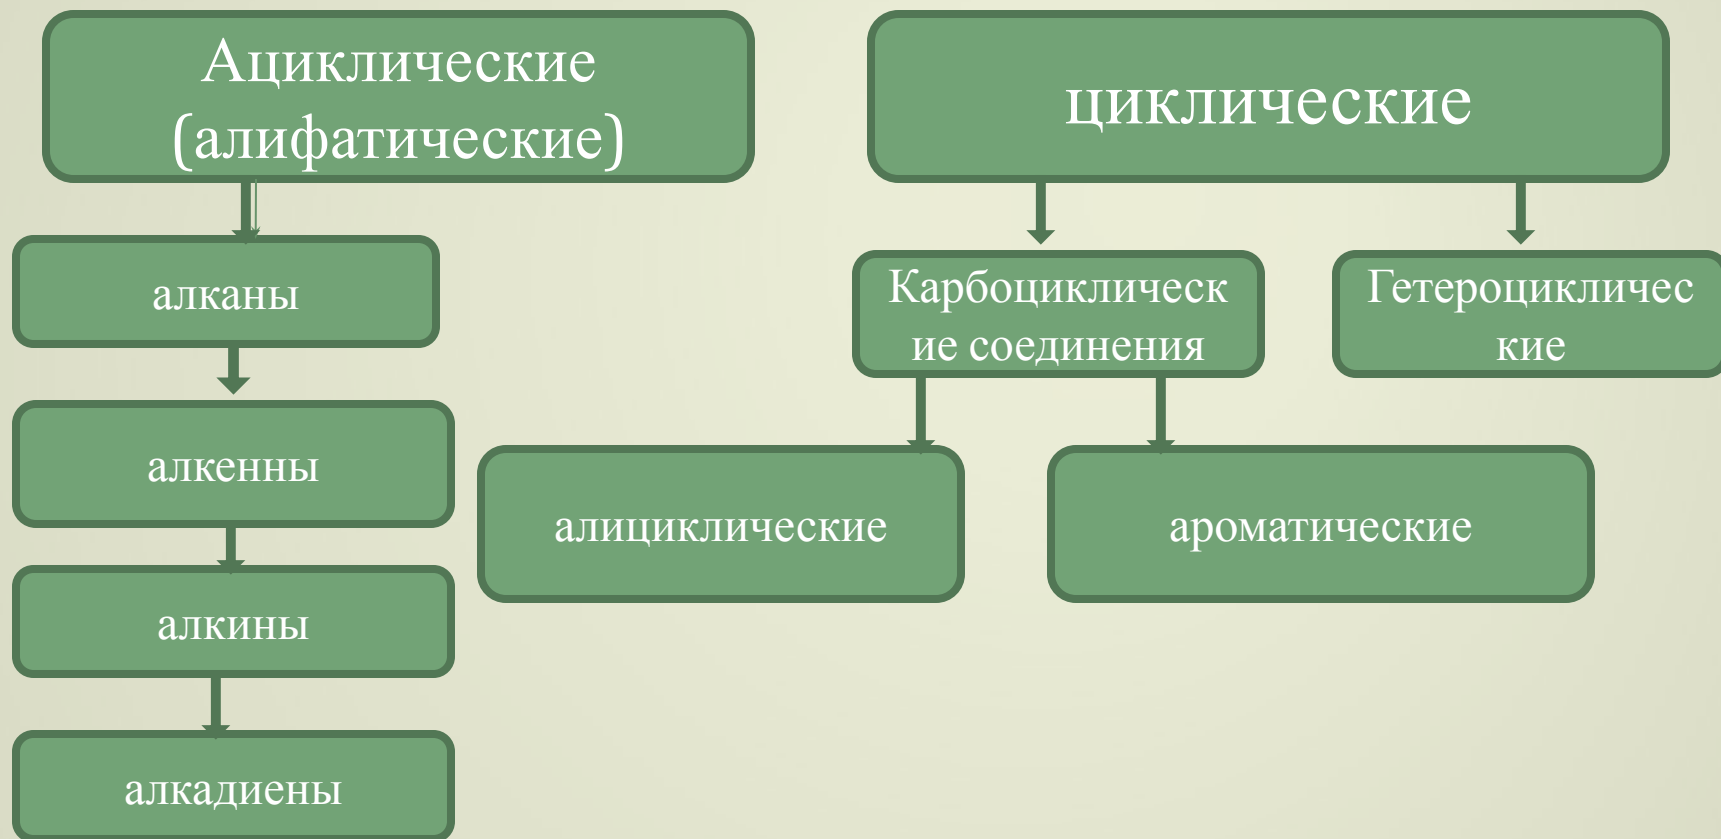 Ациклические
(алифатические)
циклические
алканы
Карбоциклическ
ие соединения
Гетероцикличес
кие
алкенны
алициклические
ароматические
алкины
алкадиены